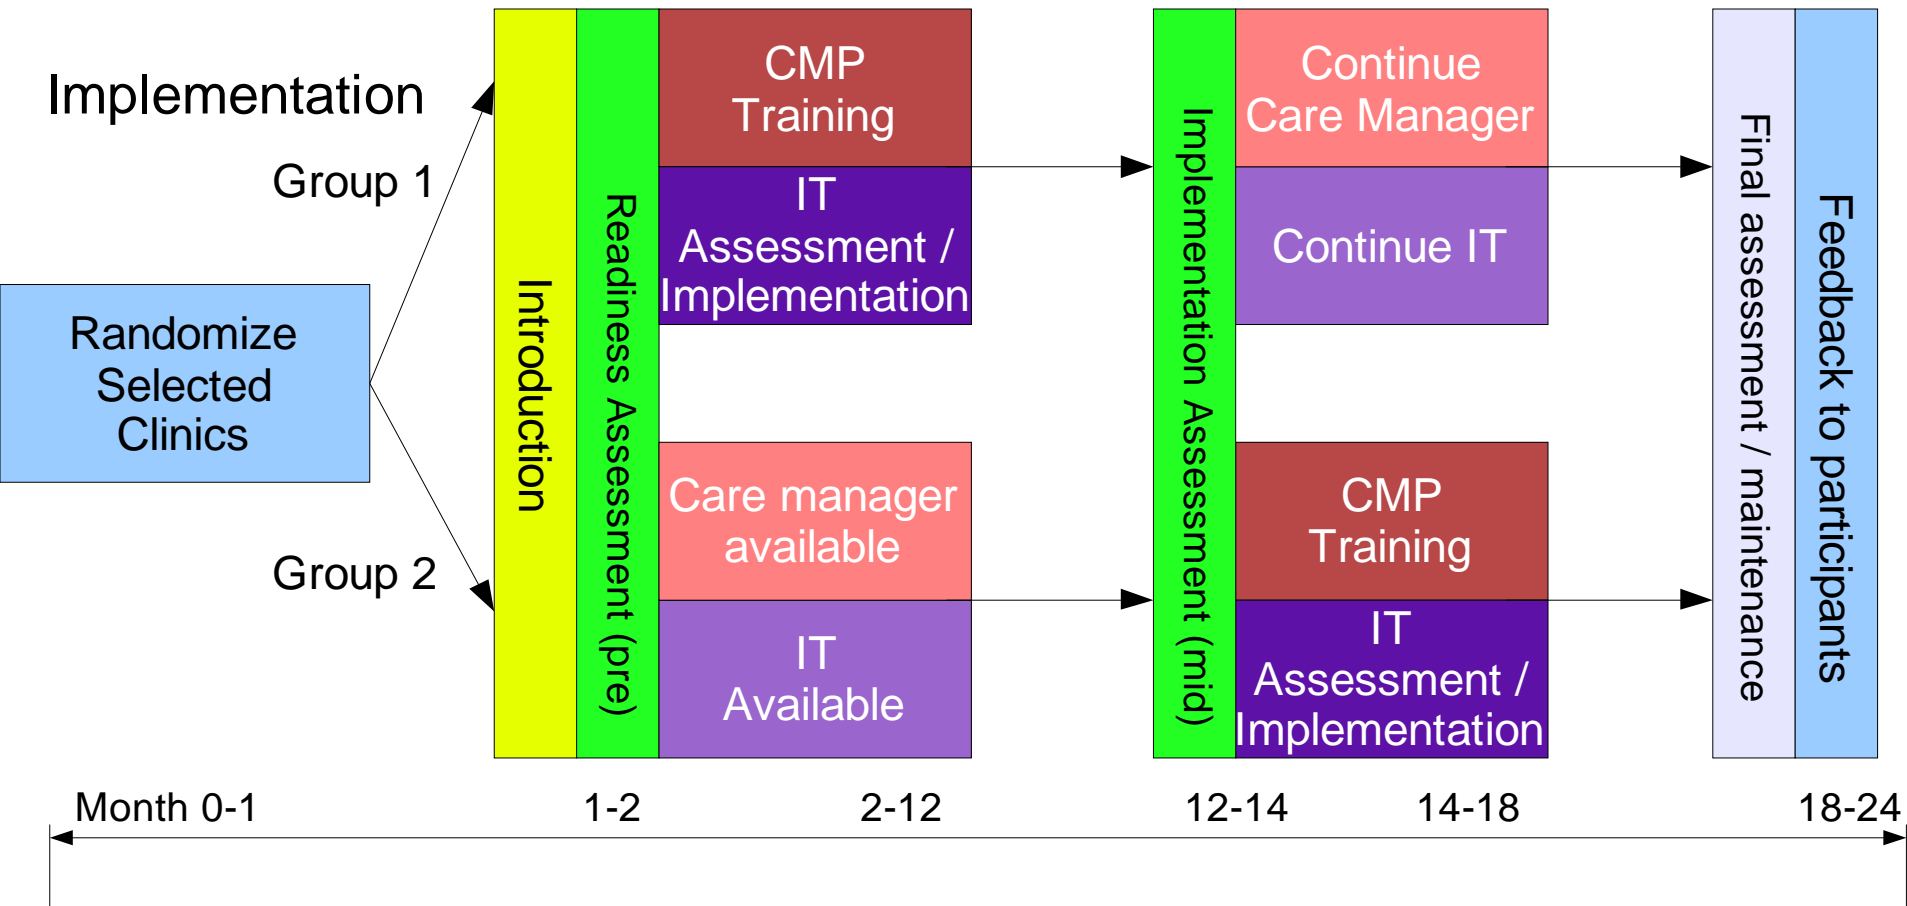 Implementation
Group 1
Randomize
Selected
Clinics
Group 2
Introduction
Readiness Assessment (pre)
CMP
Training
IT
Assessment /
Implementation
Care manager
available
IT
Available
Implementation Assessment (mid)
Continue
Care Manager
Continue IT
CMP
Training
IT
Assessment /
Implementation
Final assessment / maintenance
Feedback to participants
Month 0-1 1-2 2-12 12-14 14-18 18-24